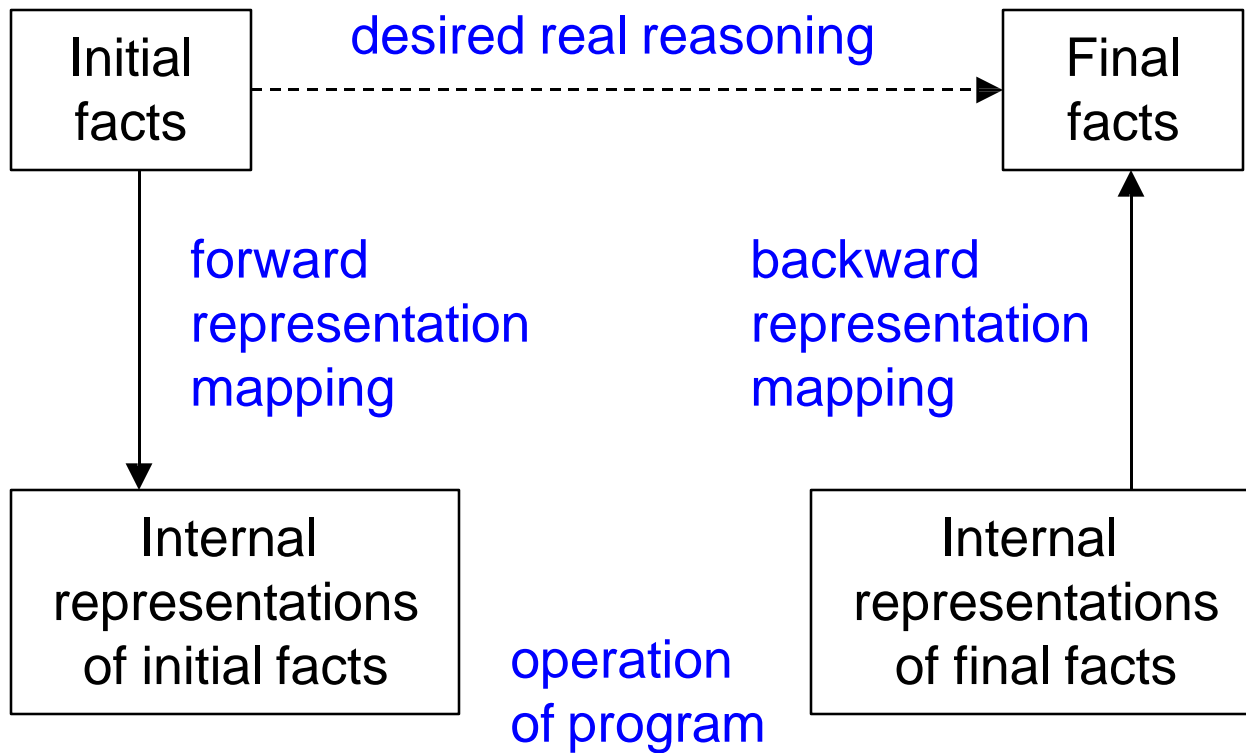 Initial
facts
desired real reasoning
Final
facts
forward
representation
mapping
backward
representation
mapping
Internal
representations
of initial facts
operation
of program
Internal
representations
of final facts